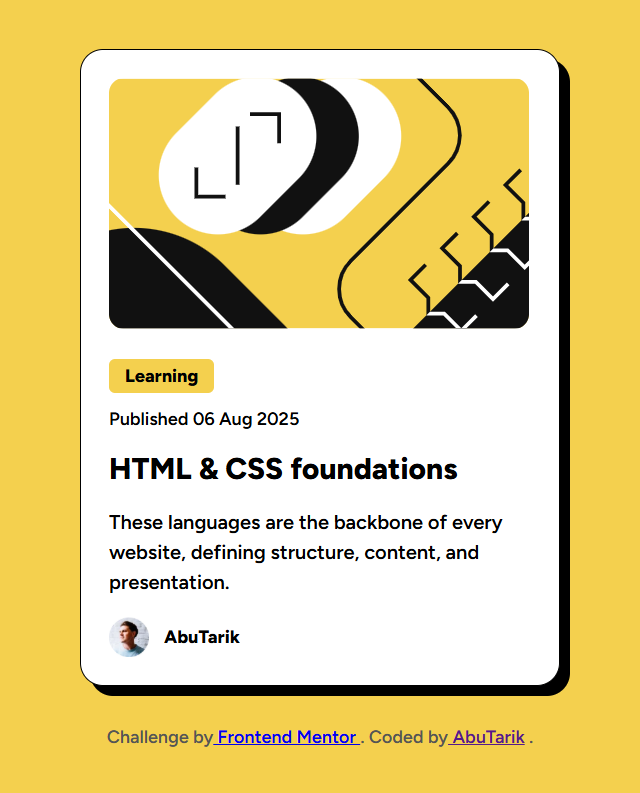 Learning
Published 06 Aug 2025
HTML & CSS foundations
These languages are the backbone of every
website, defining structure, content, and
presentation.
AbuTarik
Challenge by Frontend Mentor . Coded by AbuTarik .